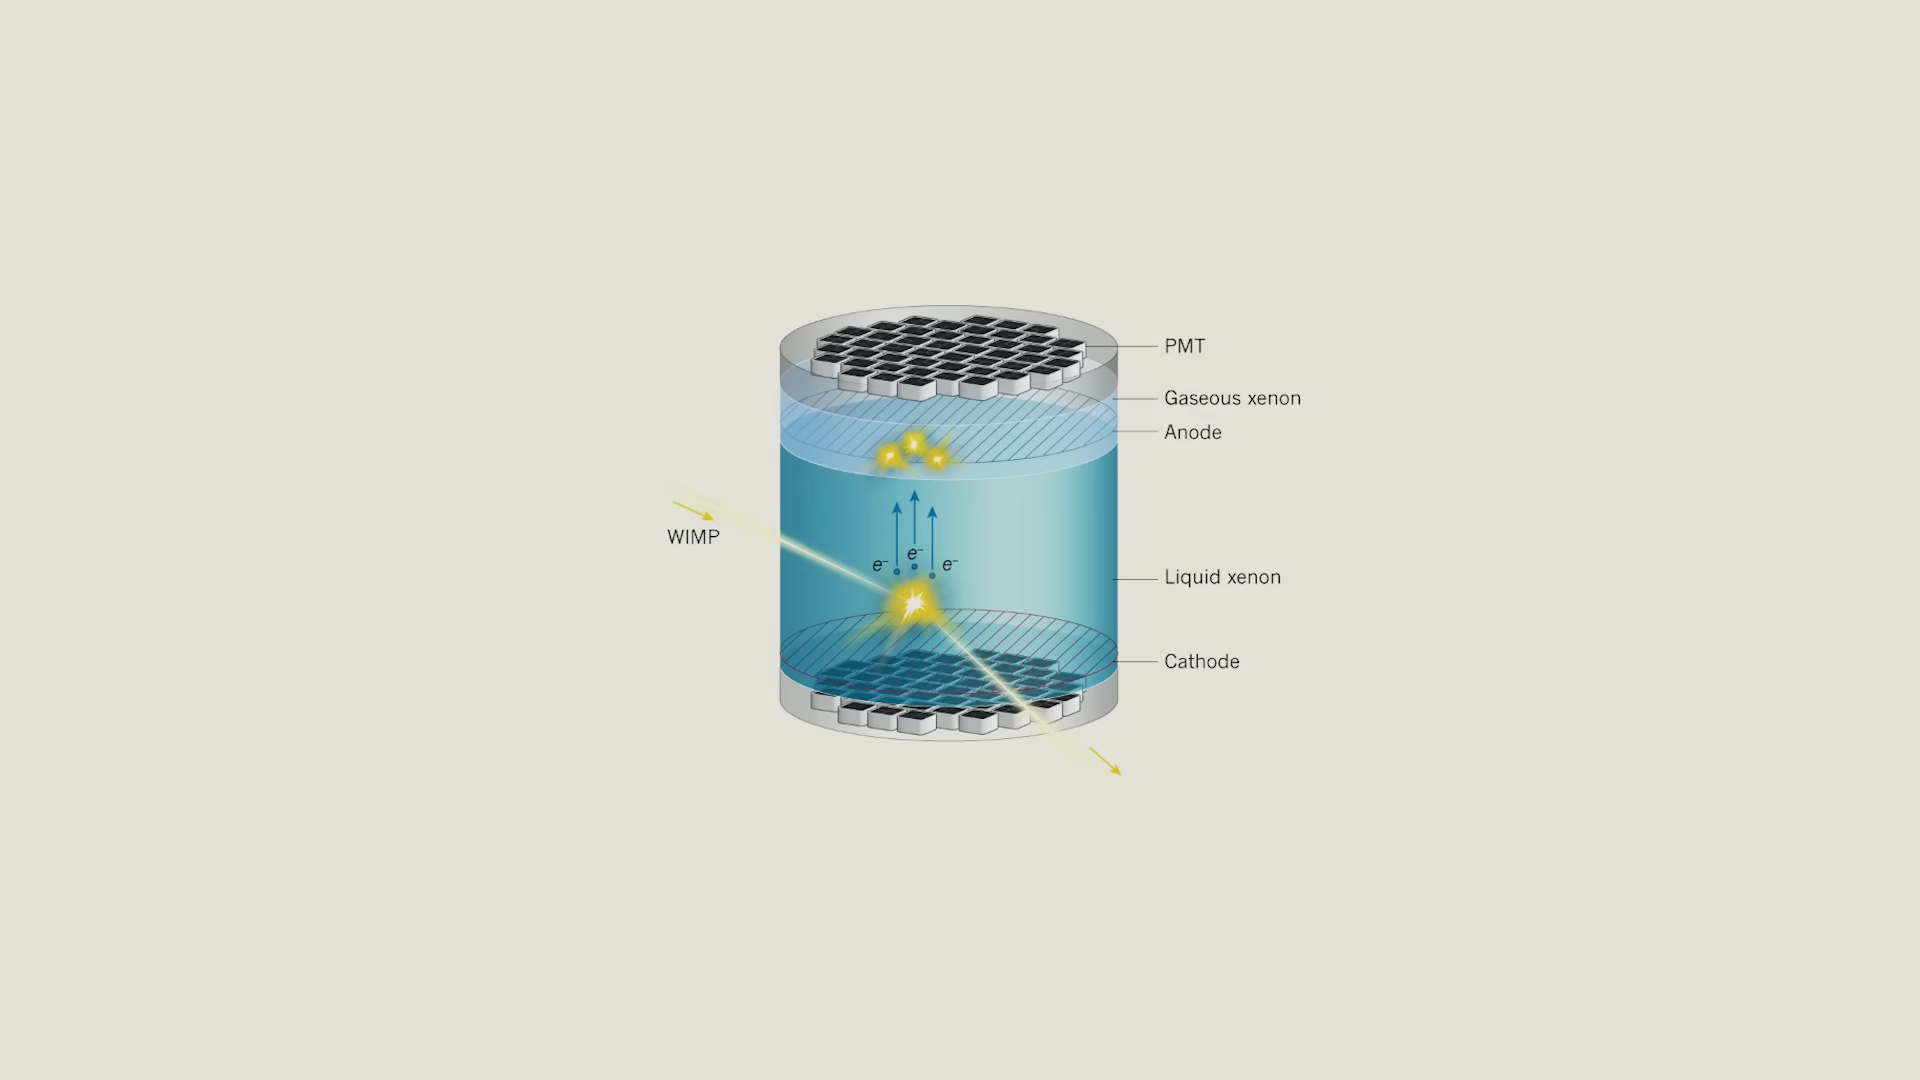 PMT
Gaseous xenon
Anode
WIMP
e⁻
e⁻
e⁻
Liquid xenon
Cathode